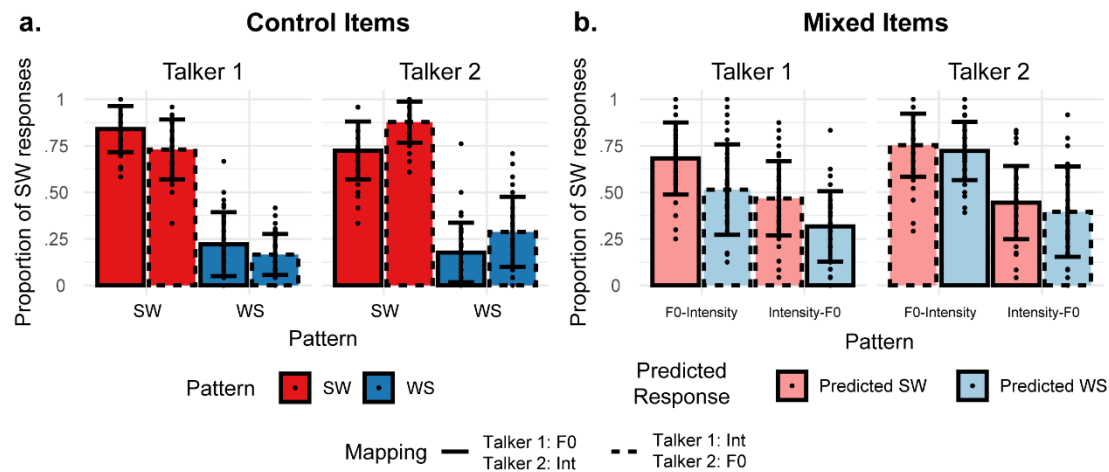 a. Control Items
Talker 1 Talker 2
Proportion of SW responses
1
.75
.50
.25
0
SW WS SW WS
Pattern
Pattern SW WS
b. Mixed Items
Talker 1 Talker 2
Proportion of SW responses
1
.75
.50
.25
0
F0-Intensity Intensity-F0 F0-Intensity Intensity-F0
Pattern
Predicted
Response
Predicted SW Predicted WS
Mapping
Talker 1: F0
Talker 2: Int
Talker 1: Int
Talker 2: F0